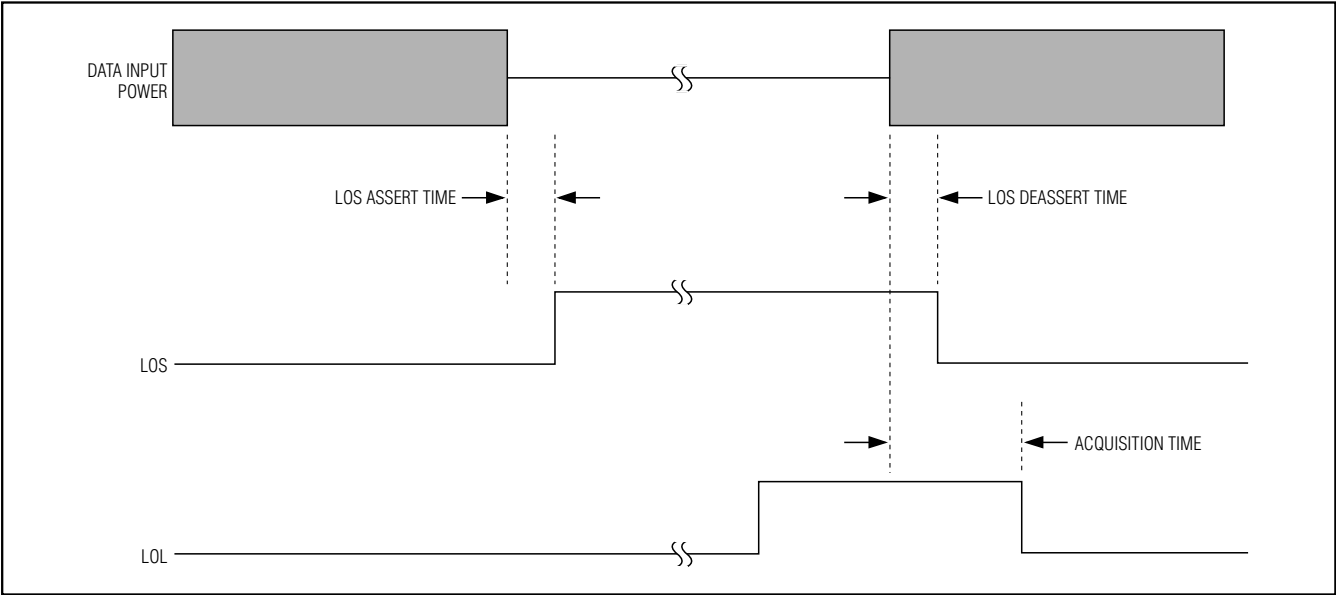 DATA INPUT
POWER
LOS ASSERT TIME
LOS DEASSERT TIME
LOS
ACQUISITION TIME
LOL